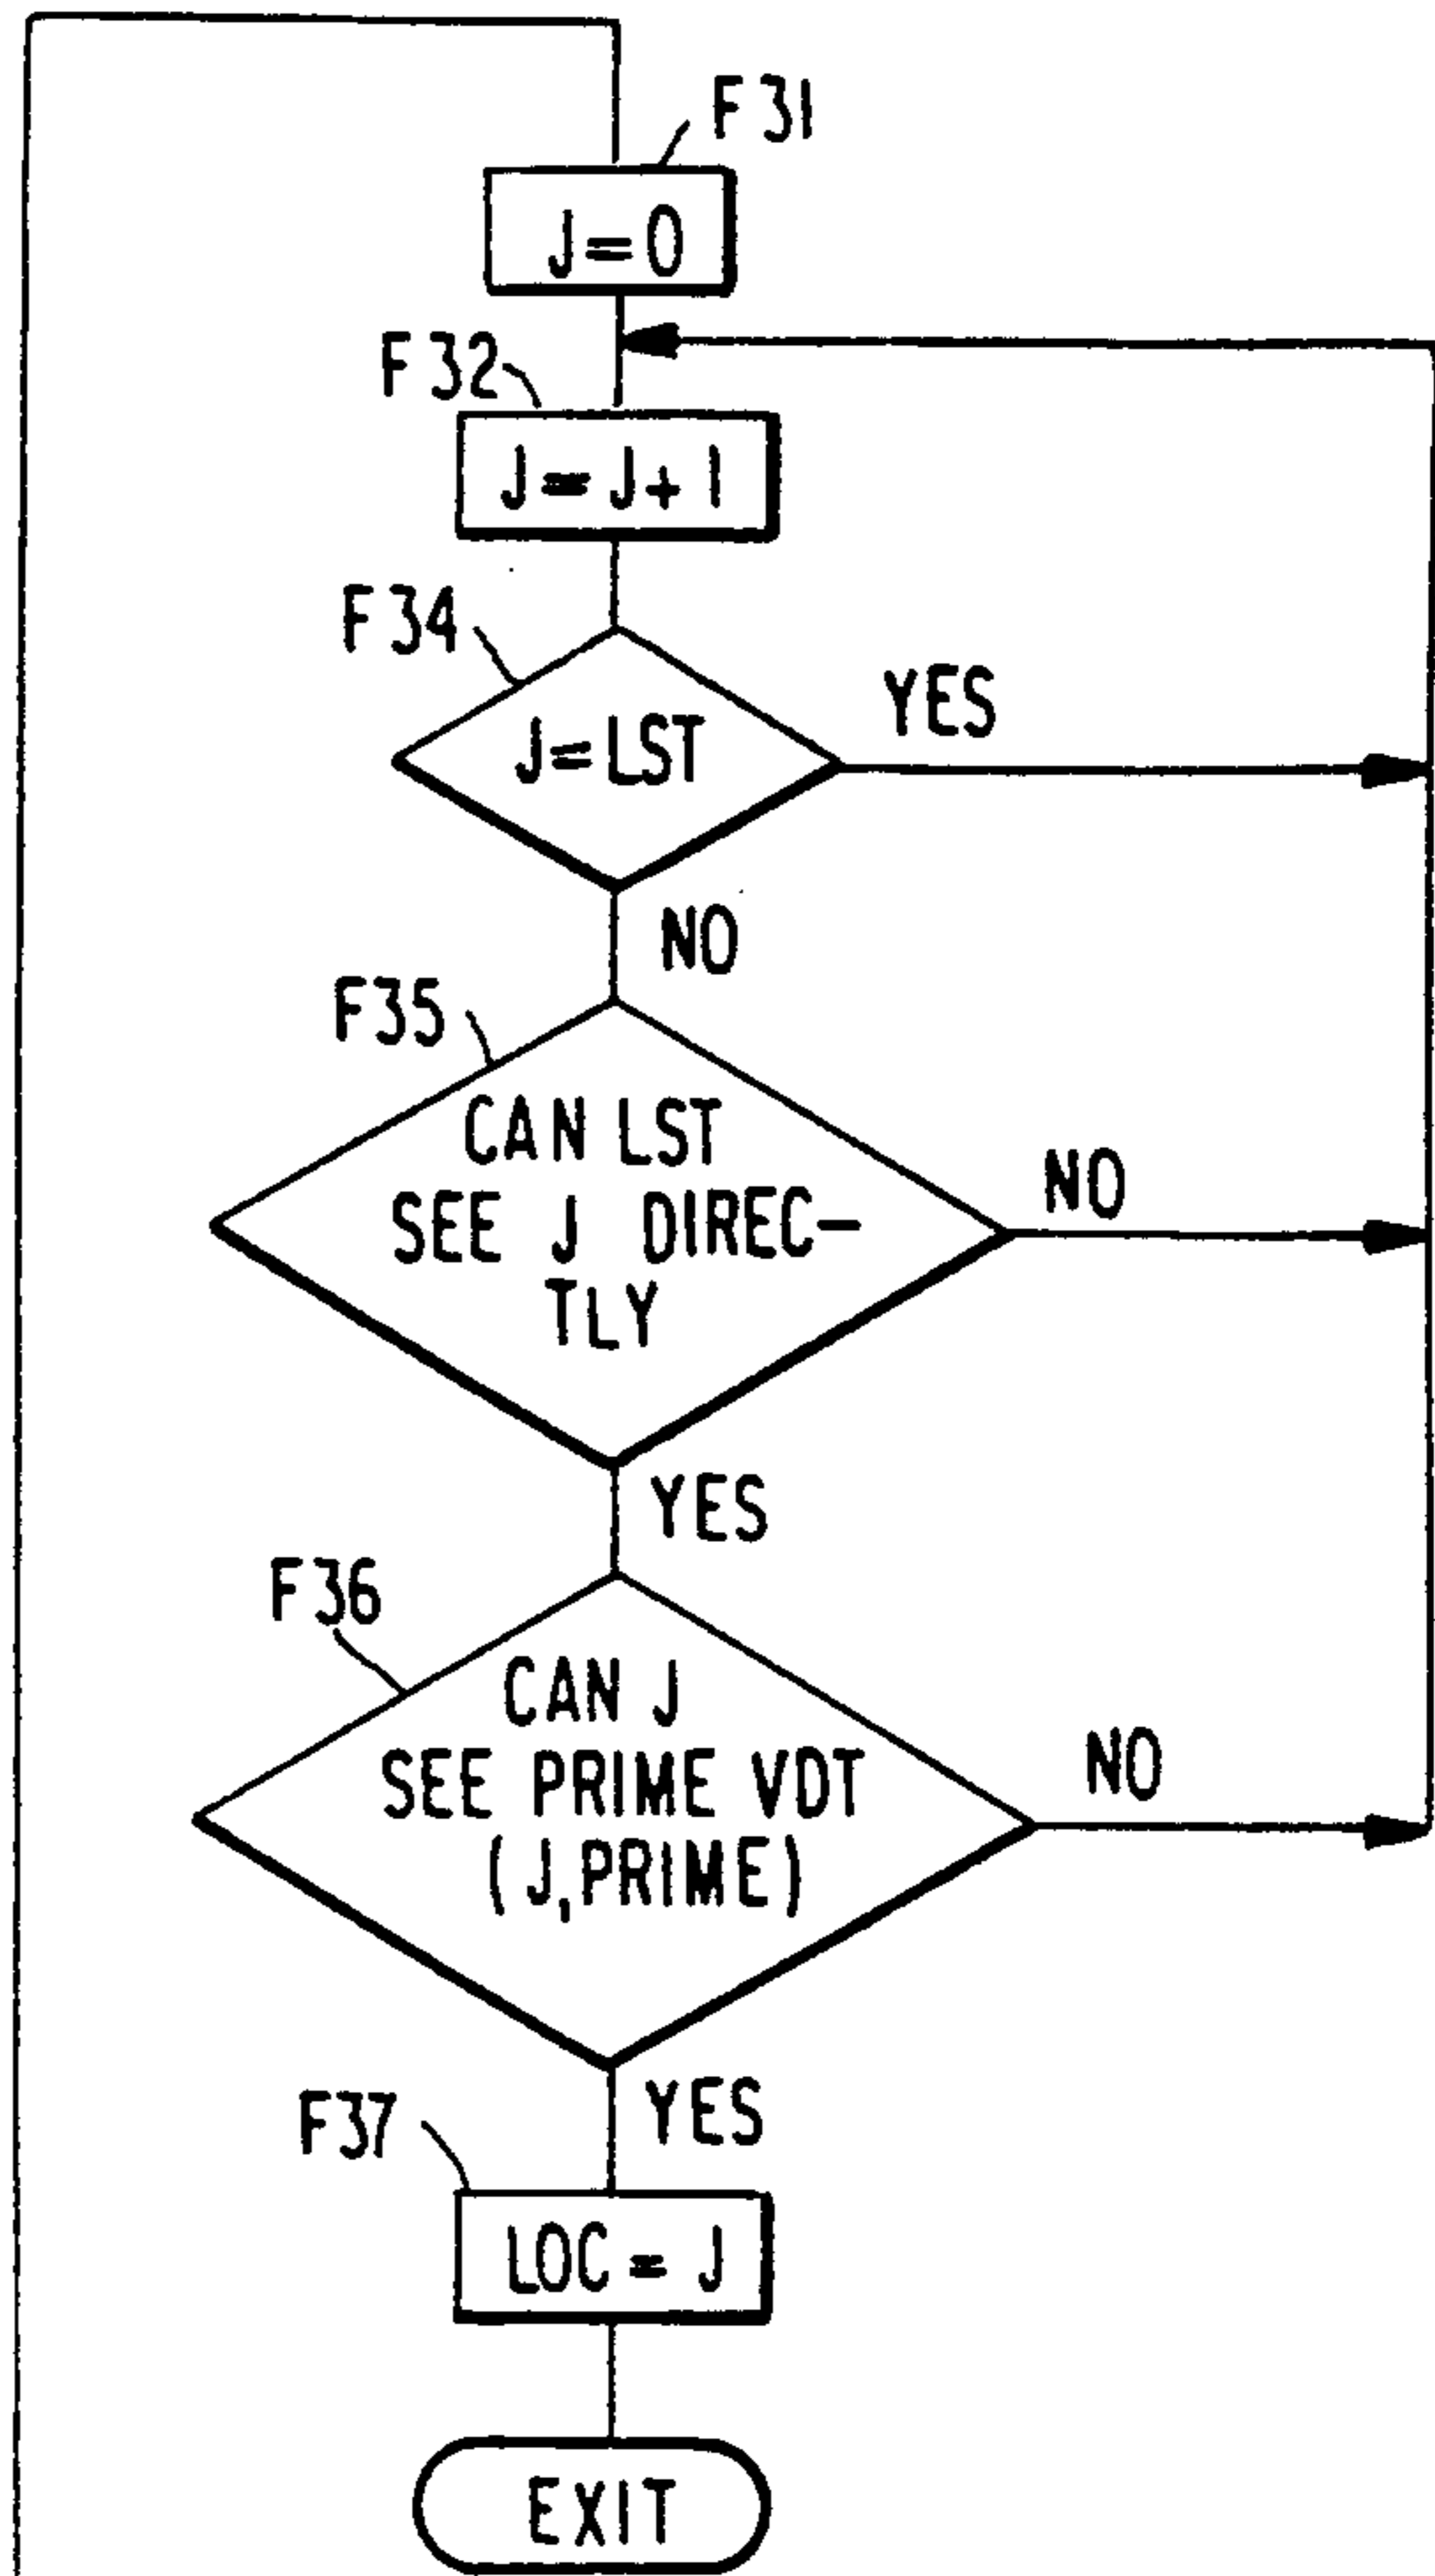 F31
J=0
F32
J=J+1
F34
J=LST
YES
NO
F35
CAN LST
SEE J DIREC-
TLY
NO
YES
F36
CAN J
SEE PRIME VDT
(J,PRIME)
NO
YES
F37
LOC = J
EXIT